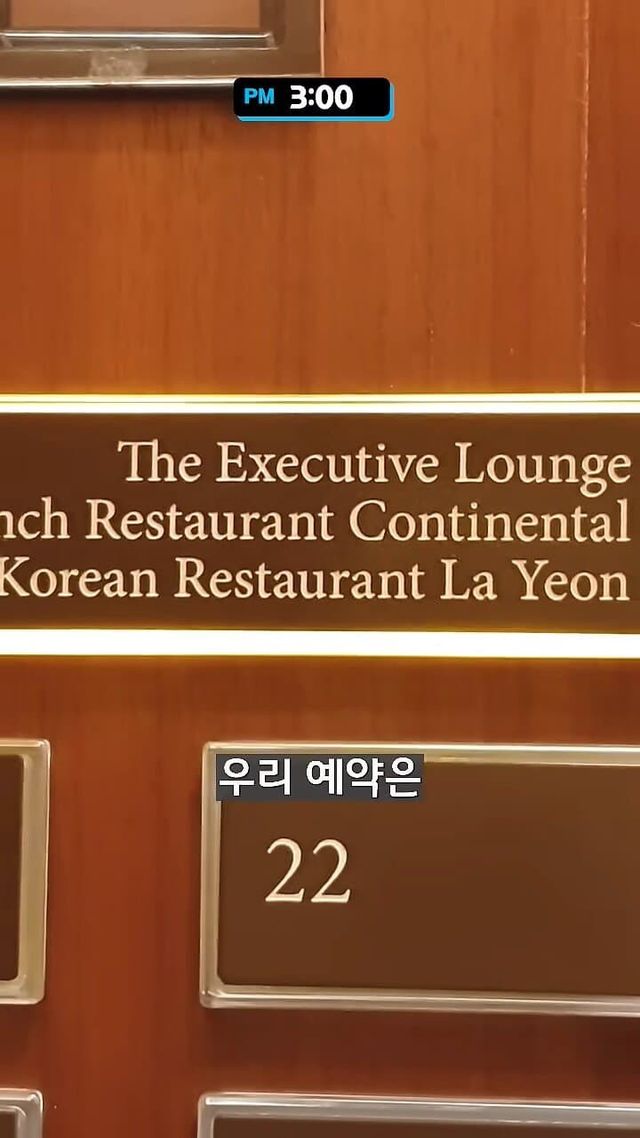 PM 3:00
The Executive Lounge
nch Restaurant Continental
Korean Restaurant La Yeon
우리 예약은
22